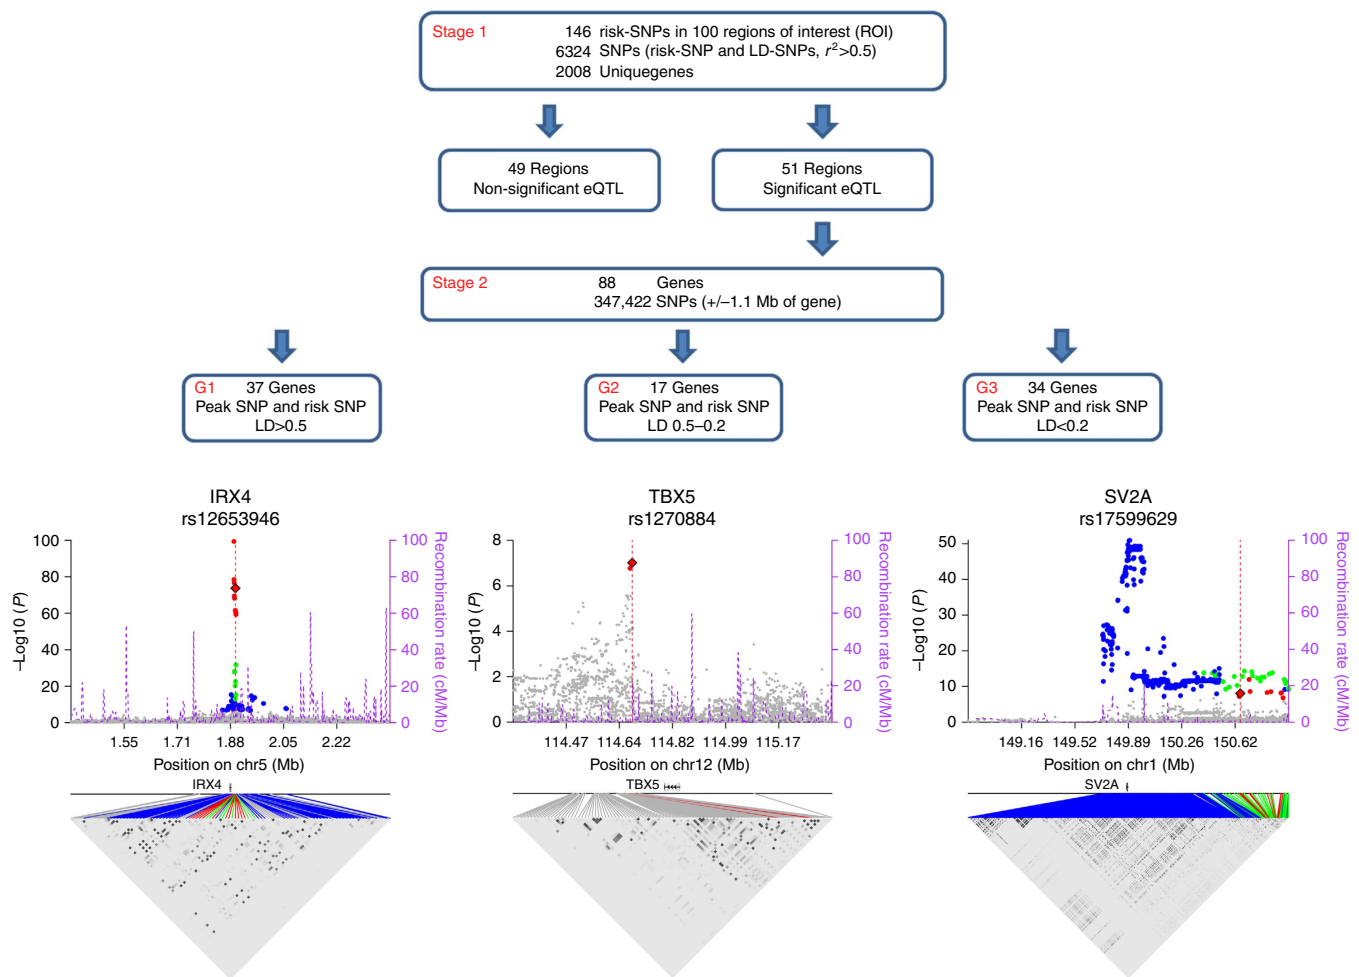 Stage 1
146 risk-SNPs in 100 regions of interest (ROI)
6324 SNPs (risk-SNP and LD-SNPs, r²>0.5)
2008 Uniquegenes
49 Regions
Non-significant eQTL
51 Regions
Significant eQTL
Stage 2
88 Genes
347,422 SNPs (+/−1.1 Mb of gene)
G1 37 Genes
Peak SNP and risk SNP
LD>0.5
G2 17 Genes
Peak SNP and risk SNP
LD 0.5–0.2
G3 34 Genes
Peak SNP and risk SNP
LD<0.2
IRX4
rs12653946
100
80
60
40
20
0
−Log10 (P)
100
80
60
40
20
0
Recombination rate (cM/Mb)
1.55 1.71 1.88 2.05 2.22
Position on chr5 (Mb)
IRX4
TBX5
rs1270884
8
6
4
2
0
−Log10 (P)
100
80
60
40
20
0
Recombination rate (cM/Mb)
114.47 114.64 114.82 114.99 115.17
Position on chr12 (Mb)
TBX5
SV2A
rs17599629
50
40
30
20
10
0
−Log10 (P)
100
80
60
40
20
0
Recombination rate (cM/Mb)
149.16 149.52 149.89 150.26 150.62
Position on chr1 (Mb)
SV2A